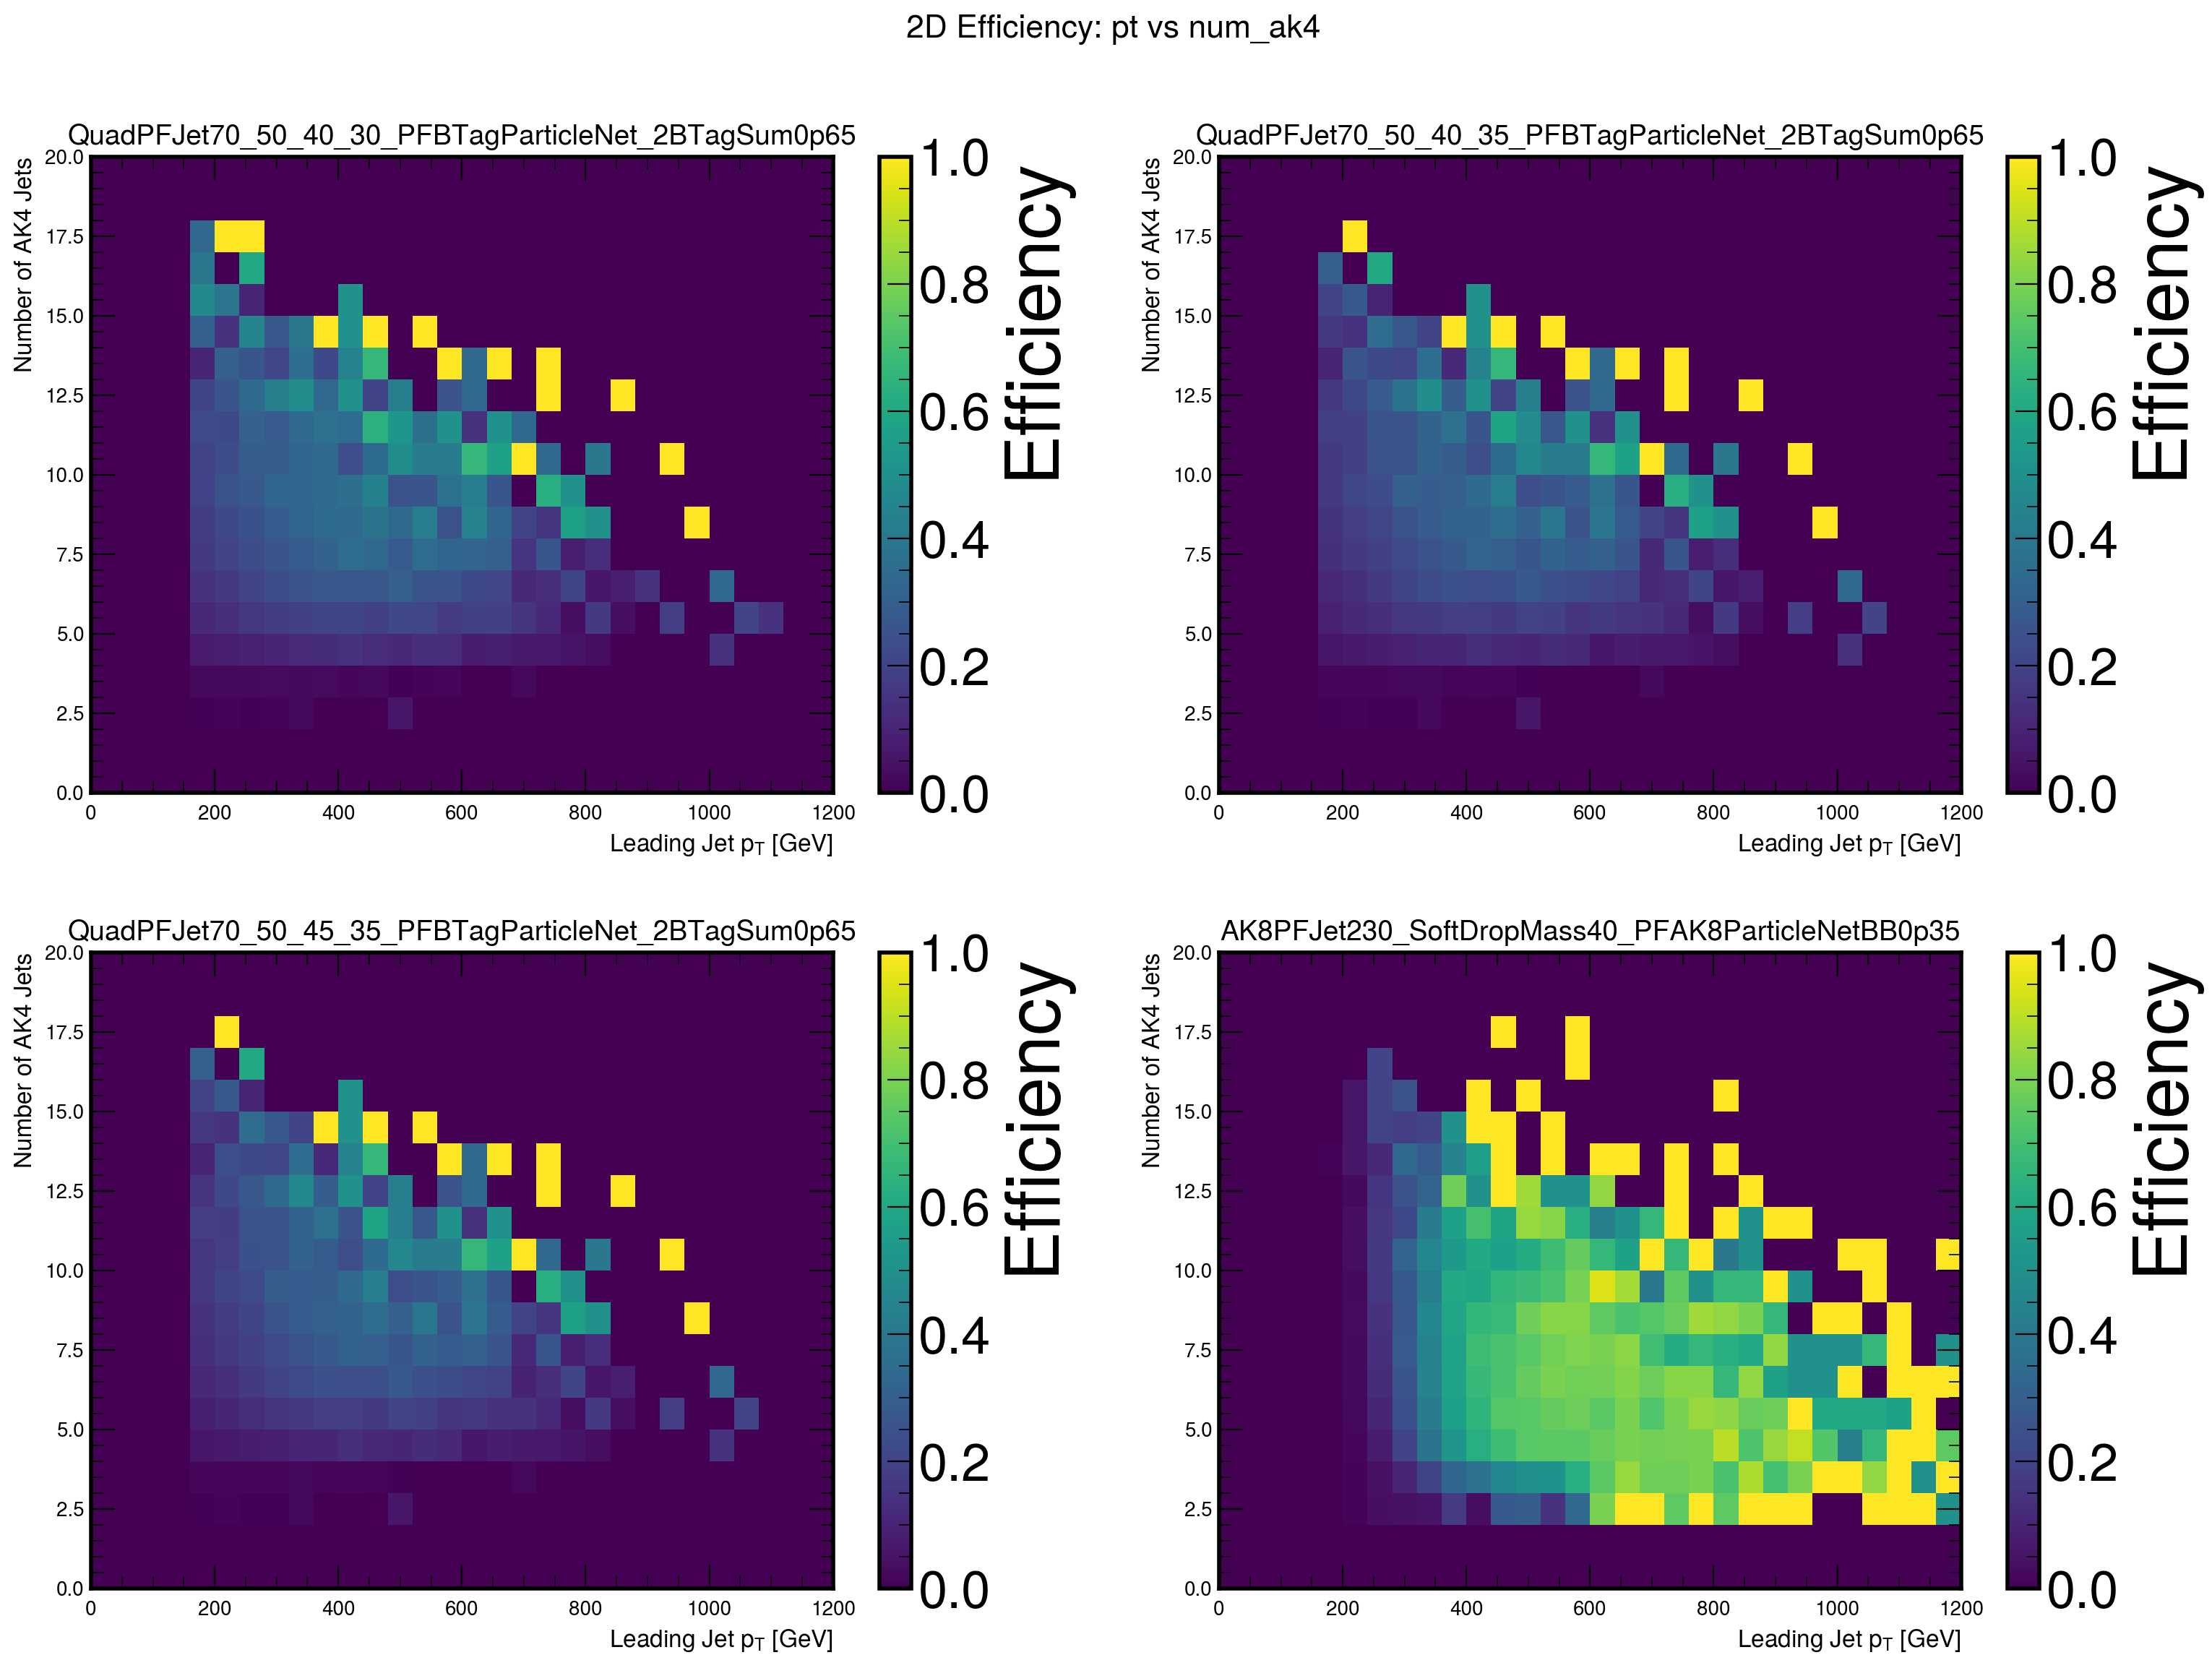 2D Efficiency: pt vs num_ak4
QuadPFJet70_50_40_30_PFBTagParticleNet_2BTagSum0p65
Number of AK4 Jets
20.0
17.5
15.0
12.5
10.0
7.5
5.0
2.5
0.0
0 200 400 600 800 1000 1200
Leading Jet pT [GeV]
1.0
0.8
0.6
0.4
0.2
0.0
Efficiency
QuadPFJet70_50_40_35_PFBTagParticleNet_2BTagSum0p65
Number of AK4 Jets
20.0
17.5
15.0
12.5
10.0
7.5
5.0
2.5
0.0
0 200 400 600 800 1000 1200
Leading Jet pT [GeV]
1.0
0.8
0.6
0.4
0.2
0.0
Efficiency
QuadPFJet70_50_45_35_PFBTagParticleNet_2BTagSum0p65
Number of AK4 Jets
20.0
17.5
15.0
12.5
10.0
7.5
5.0
2.5
0.0
0 200 400 600 800 1000 1200
Leading Jet pT [GeV]
1.0
0.8
0.6
0.4
0.2
0.0
Efficiency
AK8PFJet230_SoftDropMass40_PFAK8ParticleNetBB0p35
Number of AK4 Jets
20.0
17.5
15.0
12.5
10.0
7.5
5.0
2.5
0.0
0 200 400 600 800 1000 1200
Leading Jet pT [GeV]
1.0
0.8
0.6
0.4
0.2
0.0
Efficiency